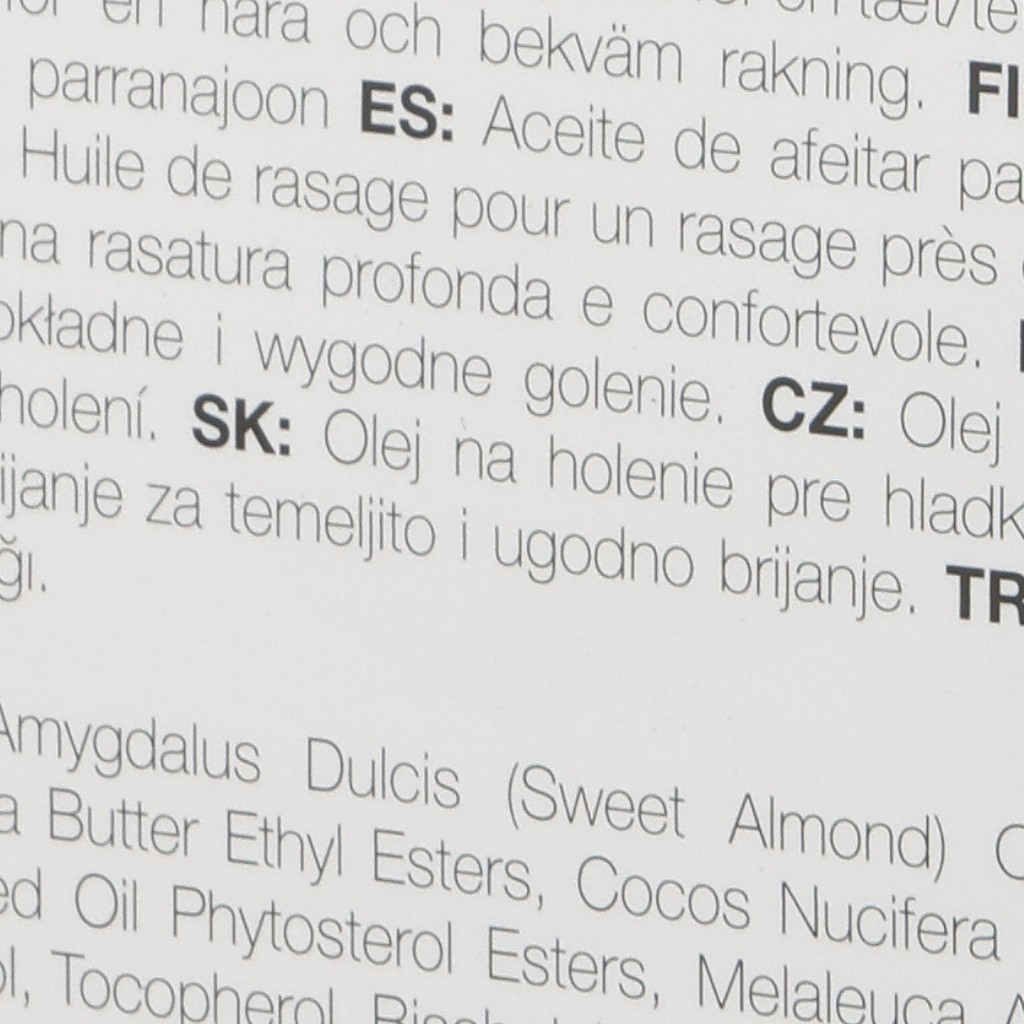 en nära och bekväm rakning. FI
parranajoon ES: Aceite de afeitar pa
Huile de rasage pour un rasage près
na rasatura profonda e confortevole.
okładne i wygodne golenie. CZ: Olej
holení. SK: Olej na holenie pre hladk
ijanje za temeljito i ugodno brijanje. TR
ğı.
Amygdalus Dulcis (Sweet Almond)
a Butter Ethyl Esters, Cocos Nucifera
ed Oil Phytosterol Esters, Melaleuca A
ol, Tocopherol